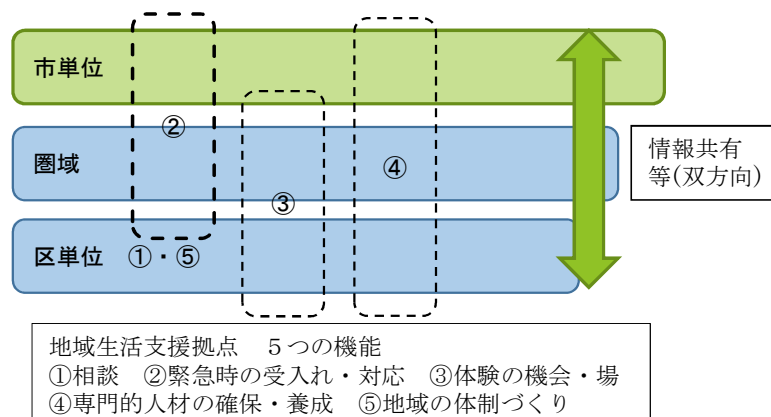 市単位
②
圏域
④
情報共有
等(双方向)
③
区単位 ①・⑤
地域生活支援拠点　５つの機能
①相談　②緊急時の受入れ・対応　③体験の機会・場
④専門的人材の確保・養成　⑤地域の体制づくり